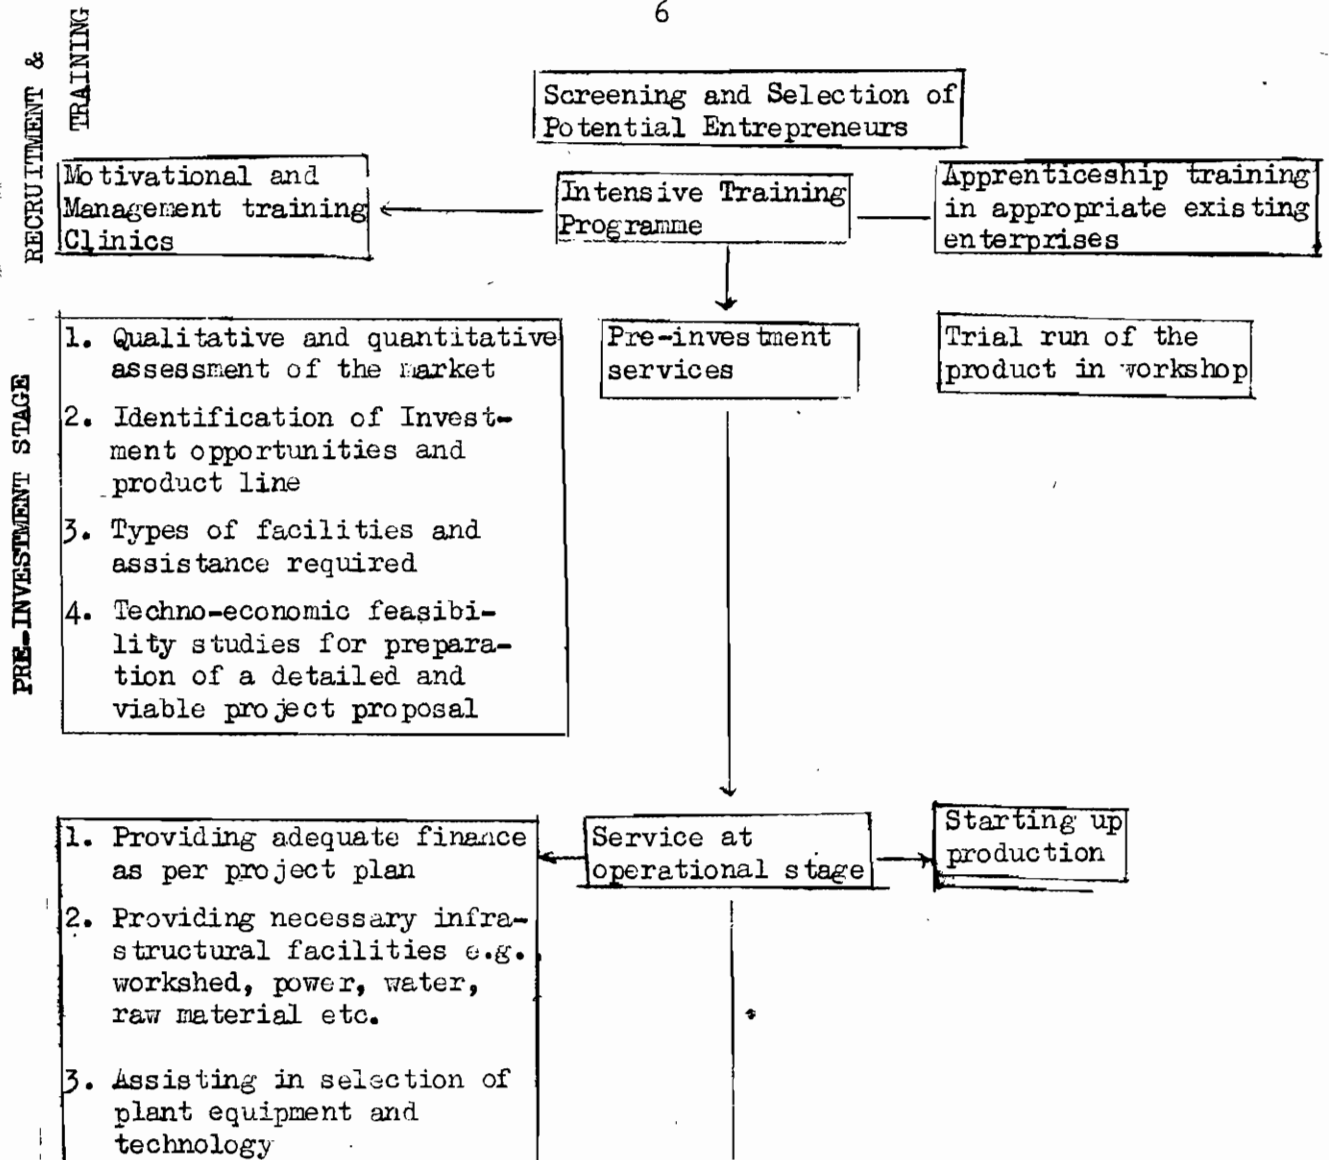 6
RECRUITMENT &
TRAINING
Screening and Selection of
Potential Entrepreneurs
Motivational and
Management training
Clinics
Intensive Training
Programme
Apprenticeship training
in appropriate existing
enterprises
PRE-INVESTMENT STAGE
1. Qualitative and quantitative
assessment of the market
2. Identification of Invest-
ment opportunities and
product line
3. Types of facilities and
assistance required
4. Techno-economic feasibi-
lity studies for prepara-
tion of a detailed and
viable project proposal
Pre-investment
services
Trial run of the
product in workshop
1. Providing adequate finance
as per project plan
2. Providing necessary infra-
structural facilities e.g.
workshed, power, water,
raw material etc.
3. Assisting in selection of
plant equipment and
technology
Service at
operational stage
Starting up
production